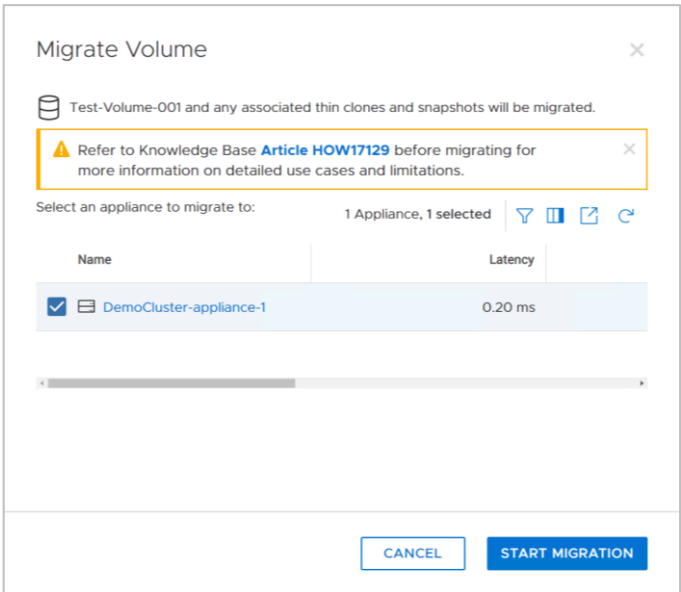 Migrate Volume
Test-Volume-001 and any associated thin clones and snapshots will be migrated.
Refer to Knowledge Base Article HOW17129 before migrating for
more information on detailed use cases and limitations.
Select an appliance to migrate to:
1 Appliance, 1 selected
Name
Latency
DemoCluster-appliance-1
0.20 ms
CANCEL
START MIGRATION